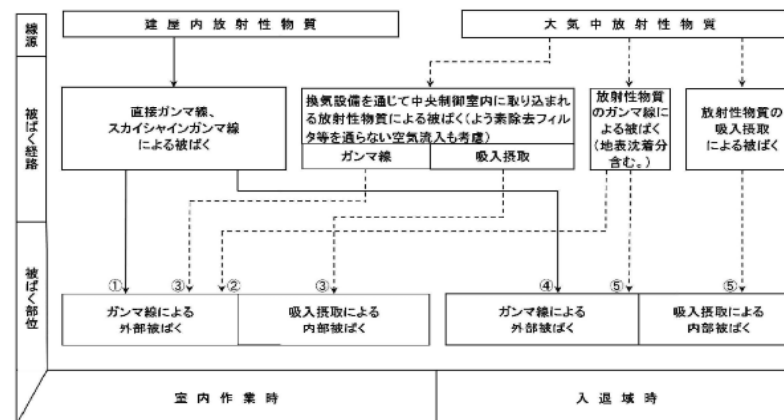 線源
建屋内放射性物質
大気中放射性物質
被ばく経路
直接ガンマ線、
スカイシャインガンマ線
による被ばく
換気設備を通じて中央制御室内に取り込まれ
る放射性物質による被ばく(よう素除去フィル
タ等を通らない空気流入も考慮)
ガンマ線
吸入摂取
放射性物質
のガンマ線に
よる被ばく
(地表沈着分
含む。)
放射性物質の
吸入摂取
による被ばく
被ばく部位
①
③
②
③
④
⑤
⑤
ガンマ線による
外部被ばく
吸入摂取による
内部被ばく
ガンマ線による
外部被ばく
吸入摂取による
内部被ばく
室内作業時
入退域時